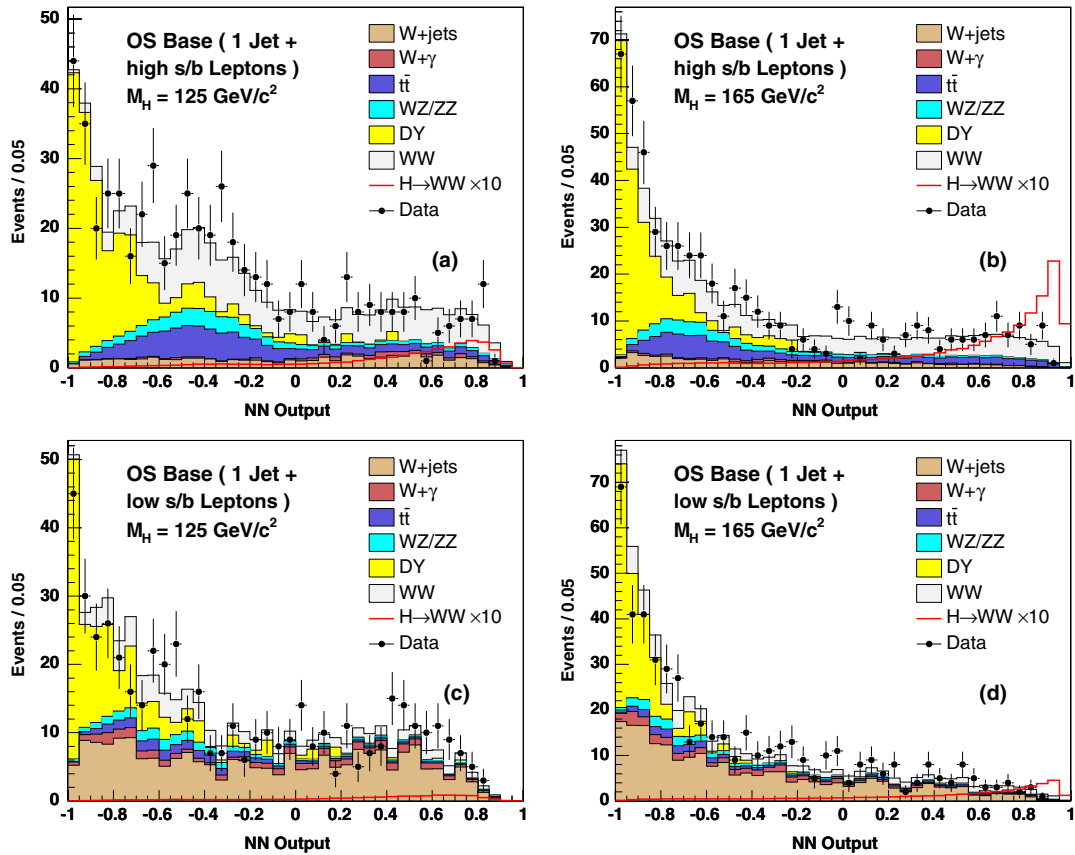 OS Base ( 1 Jet +
high s/b Leptons )
M_H = 125 GeV/c²
W+jets
W+γ
tt̄
WZ/ZZ
DY
WW
H→WW ×10
Data
(a)
Events / 0.05
0
10
20
30
40
50
-1 -0.8 -0.6 -0.4 -0.2 0 0.2 0.4 0.6 0.8 1
NN Output
OS Base ( 1 Jet +
high s/b Leptons )
M_H = 165 GeV/c²
W+jets
W+γ
tt̄
WZ/ZZ
DY
WW
H→WW ×10
Data
(b)
Events / 0.05
0
10
20
30
40
50
60
70
-1 -0.8 -0.6 -0.4 -0.2 0 0.2 0.4 0.6 0.8 1
NN Output
OS Base ( 1 Jet +
low s/b Leptons )
M_H = 125 GeV/c²
W+jets
W+γ
tt̄
WZ/ZZ
DY
WW
H→WW ×10
Data
(c)
Events / 0.05
0
10
20
30
40
50
-1 -0.8 -0.6 -0.4 -0.2 0 0.2 0.4 0.6 0.8 1
NN Output
OS Base ( 1 Jet +
low s/b Leptons )
M_H = 165 GeV/c²
W+jets
W+γ
tt̄
WZ/ZZ
DY
WW
H→WW ×10
Data
(d)
Events / 0.05
0
10
20
30
40
50
60
70
-1 -0.8 -0.6 -0.4 -0.2 0 0.2 0.4 0.6 0.8 1
NN Output